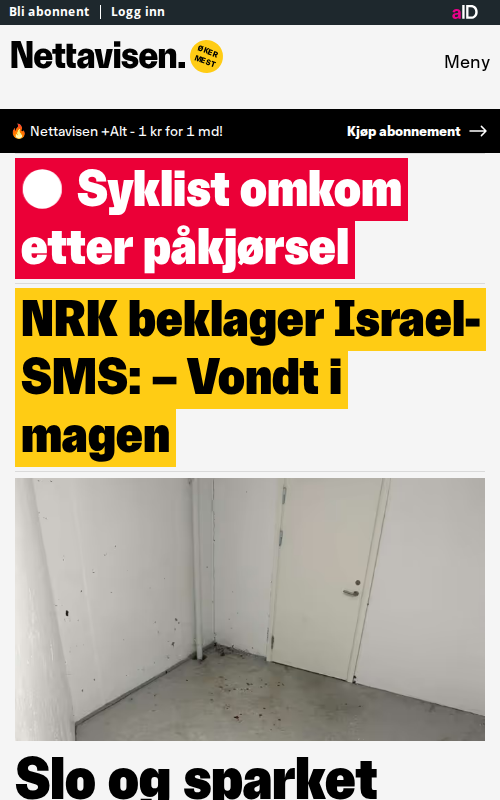 Bli abonnent | Logg inn
aID
Nettavisen.
ØKER
MEST
Meny
🔥 Nettavisen +Alt - 1 kr for 1 md!
Kjøp abonnement →
Syklist omkom
etter påkjørsel
NRK beklager Israel-
SMS: – Vondt i
magen
Slo og sparket